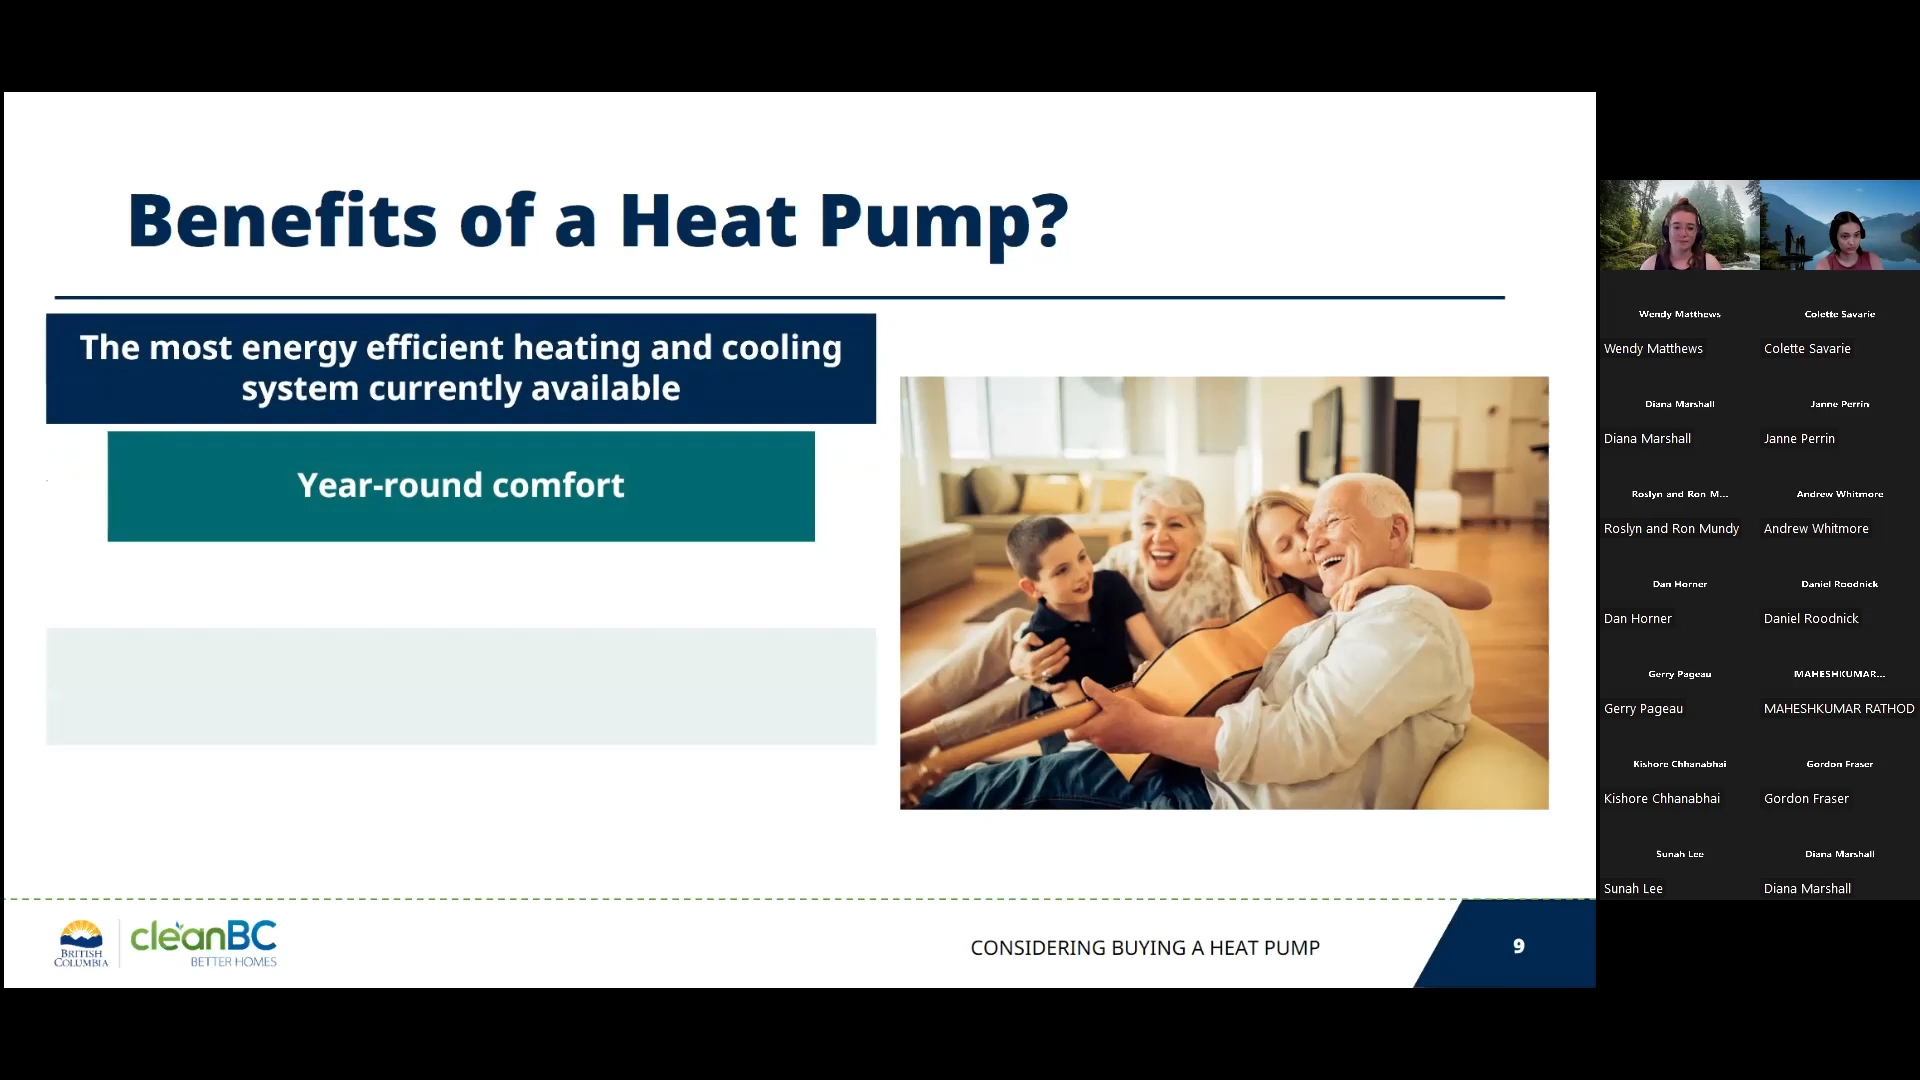 Benefits of a Heat Pump?
The most energy efficient heating and cooling
system currently available
Year-round comfort
BRITISH
COLUMBIA
cleanBC
BETTER HOMES
CONSIDERING BUYING A HEAT PUMP
9
Wendy Matthews
Wendy Matthews
Colette Savarie
Colette Savarie
Diana Marshall
Diana Marshall
Janne Perrin
Janne Perrin
Roslyn and Ron M...
Roslyn and Ron Mundy
Andrew Whitmore
Andrew Whitmore
Dan Horner
Dan Horner
Daniel Roodnick
Daniel Roodnick
Gerry Pageau
Gerry Pageau
MAHESHKUMAR...
MAHESHKUMAR RATHOD
Kishore Chhanabhai
Kishore Chhanabhai
Gordon Fraser
Gordon Fraser
Sunah Lee
Sunah Lee
Diana Marshall
Diana Marshall